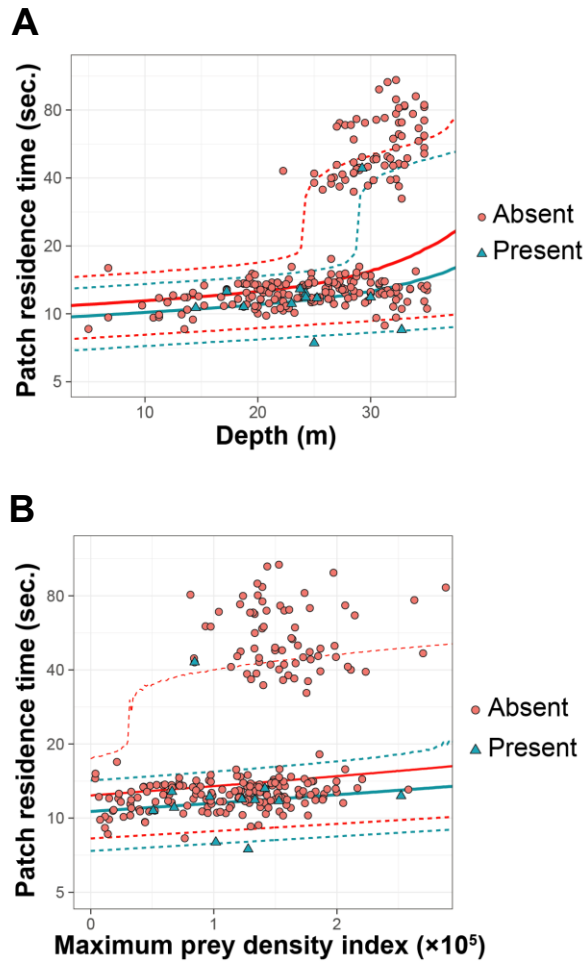 A
Patch residence time (sec.)
80
40
20
10
5
10
20
30
Depth (m)
Absent
Present
B
Patch residence time (sec.)
80
40
20
10
5
0
1
2
Maximum prey density index (×10⁵)
Absent
Present